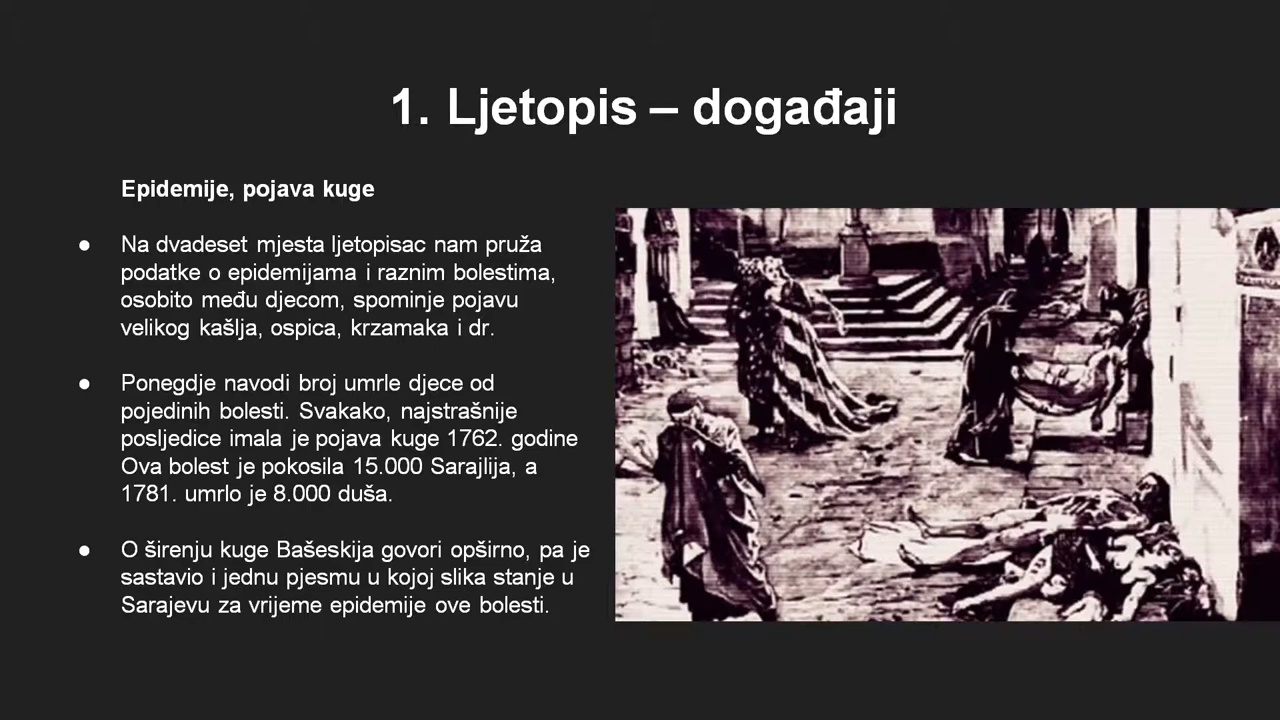 1. Ljetopis – događaji
Epidemije, pojava kuge
● Na dvadeset mjesta ljetopisac nam pruža
podatke o epidemijama i raznim bolestima,
osobito među djecom, spominje pojavu
velikog kašlja, ospica, krzamaka i dr.
● Ponegdje navodi broj umrle djece od
pojedinih bolesti. Svakako, najstrašnije
posljedice imala je pojava kuge 1762. godine
Ova bolest je pokosila 15.000 Sarajlija, a
1781. umrlo je 8.000 duša.
● O širenju kuge Bašeskija govori opširno, pa je
sastavio i jednu pjesmu u kojoj slika stanje u
Sarajevu za vrijeme epidemije ove bolesti.